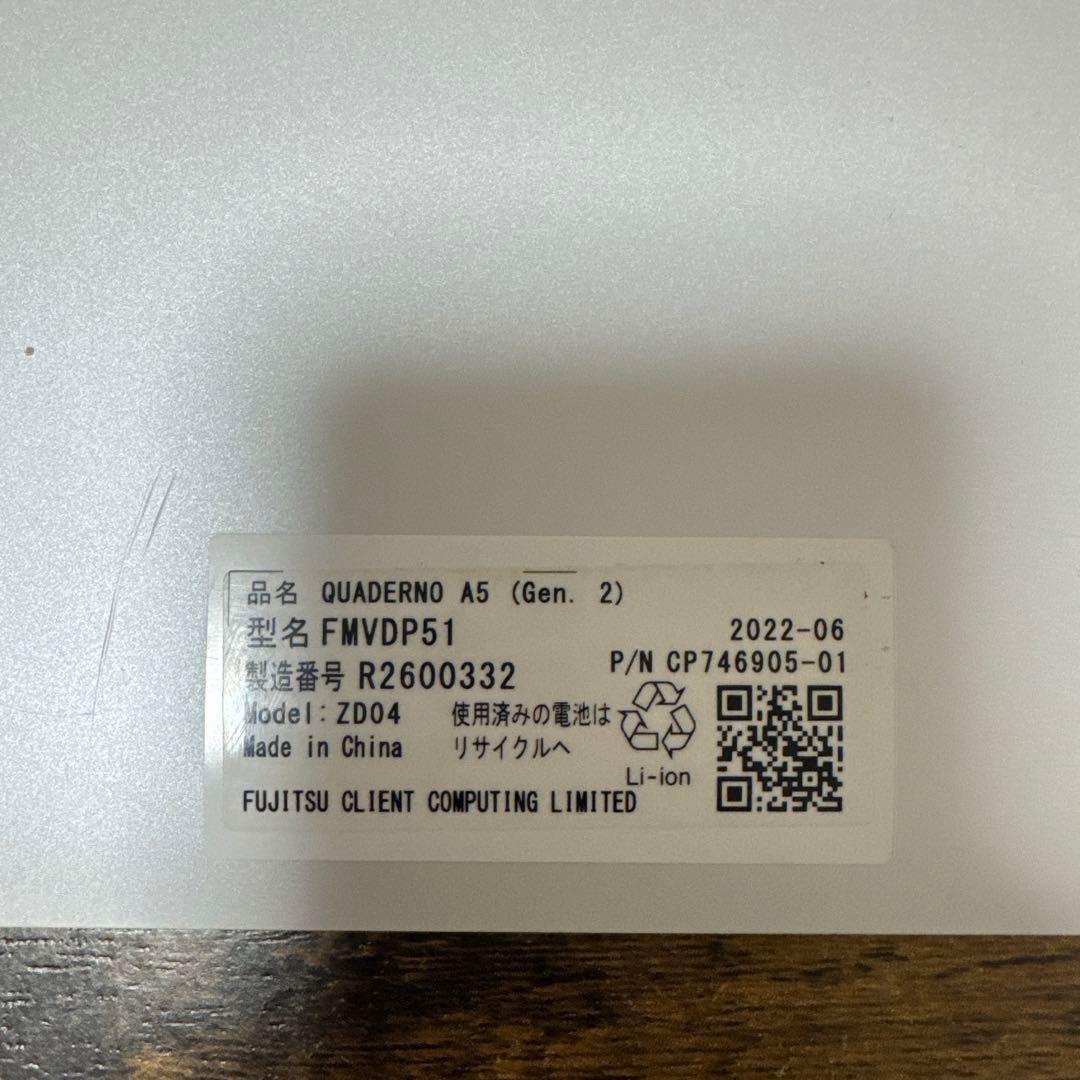 品名 QUADERNO A5 (Gen. 2)
型名 FMVDP51
2022-06
製造番号 R2600332
P/N CP746905-01
Model: ZD04
使用済みの電池は
リサイクルへ
Made in China
Li-ion
FUJITSU CLIENT COMPUTING LIMITED